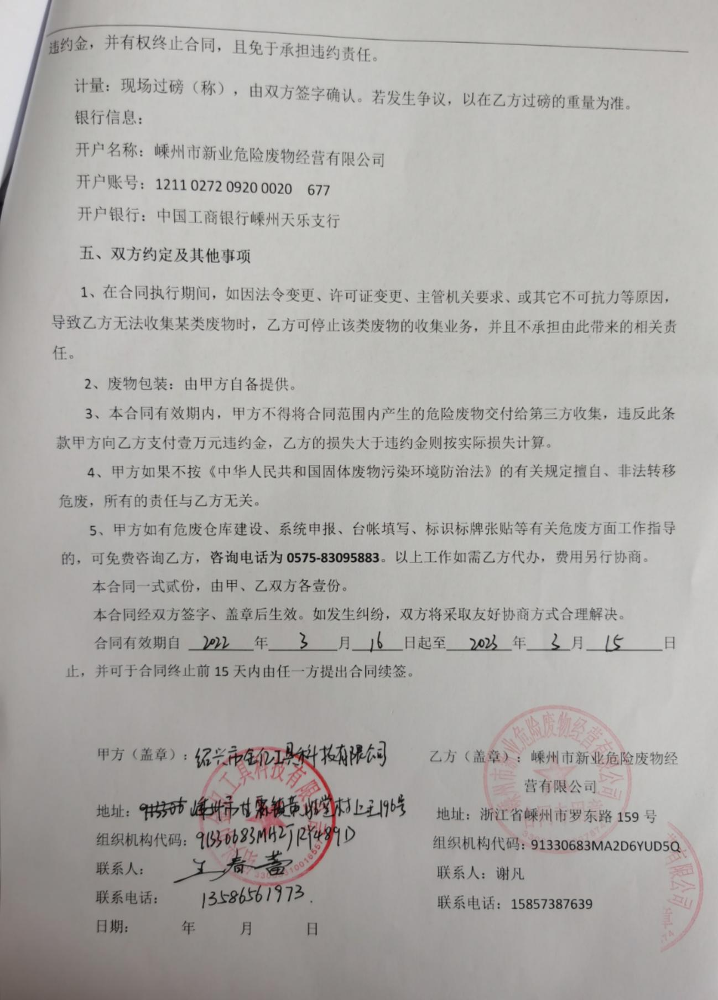 违约金，并有权终止合同，且免于承担违约责任。
计量：现场过磅（称），由双方签字确认。若发生争议，以在乙方过磅的重量为准。
银行信息：
开户名称：嵊州市新业危险废物经营有限公司
开户账号：1211 0272 0920 0020 677
开户银行：中国工商银行嵊州天乐支行
五、双方约定及其他事项
1、在合同执行期间，如因法令变更、许可证变更、主管机关要求、或其它不可抗力等原因，
导致乙方无法收集某类废物时，乙方可停止该类废物的收集业务，并且不承担由此带来的相关责
任。
2、废物包装：由甲方自备提供。
3、本合同有效期内，甲方不得将合同范围内产生的危险废物交付给第三方收集，违反此条
款甲方向乙方支付壹万元违约金，乙方的损失大于违约金则按实际损失计算。
4、甲方如果不按《中华人民共和国固体废物污染环境防治法》的有关规定擅自、非法转移
危废，所有的责任与乙方无关。
5、甲方如有危废仓库建设、系统申报、台帐填写、标识标牌张贴等有关危废方面工作指导
的，可免费咨询乙方，咨询电话为 0575-83095883。以上工作如需乙方代办，费用另行协商。
本合同一式贰份，由甲、乙双方各壹份。
本合同经双方签字、盖章后生效。如发生纠纷，双方将采取友好协商方式合理解决。
合同有效期自 2022 年 3 月 16 日起至 2023 年 3 月 15 日
止，并可于合同终止前 15 天内由任一方提出合同续签。
甲方（盖章）：绍兴市金亿工具科技有限公司
地址： 嵊州市甘霖镇 村上王196号
组织机构代码：
联系人：王春蕾
联系电话：13586561973.
日期： 年 月 日
乙方（盖章）：嵊州市新业危险废物经
营有限公司
地址：浙江省嵊州市罗东路 159 号
组织机构代码：91330683MA2D6YUD5Q
联系人：谢凡
联系电话：15857387639
工具科技有限
嵊州市新业危险废物经营有限公司
有限公司